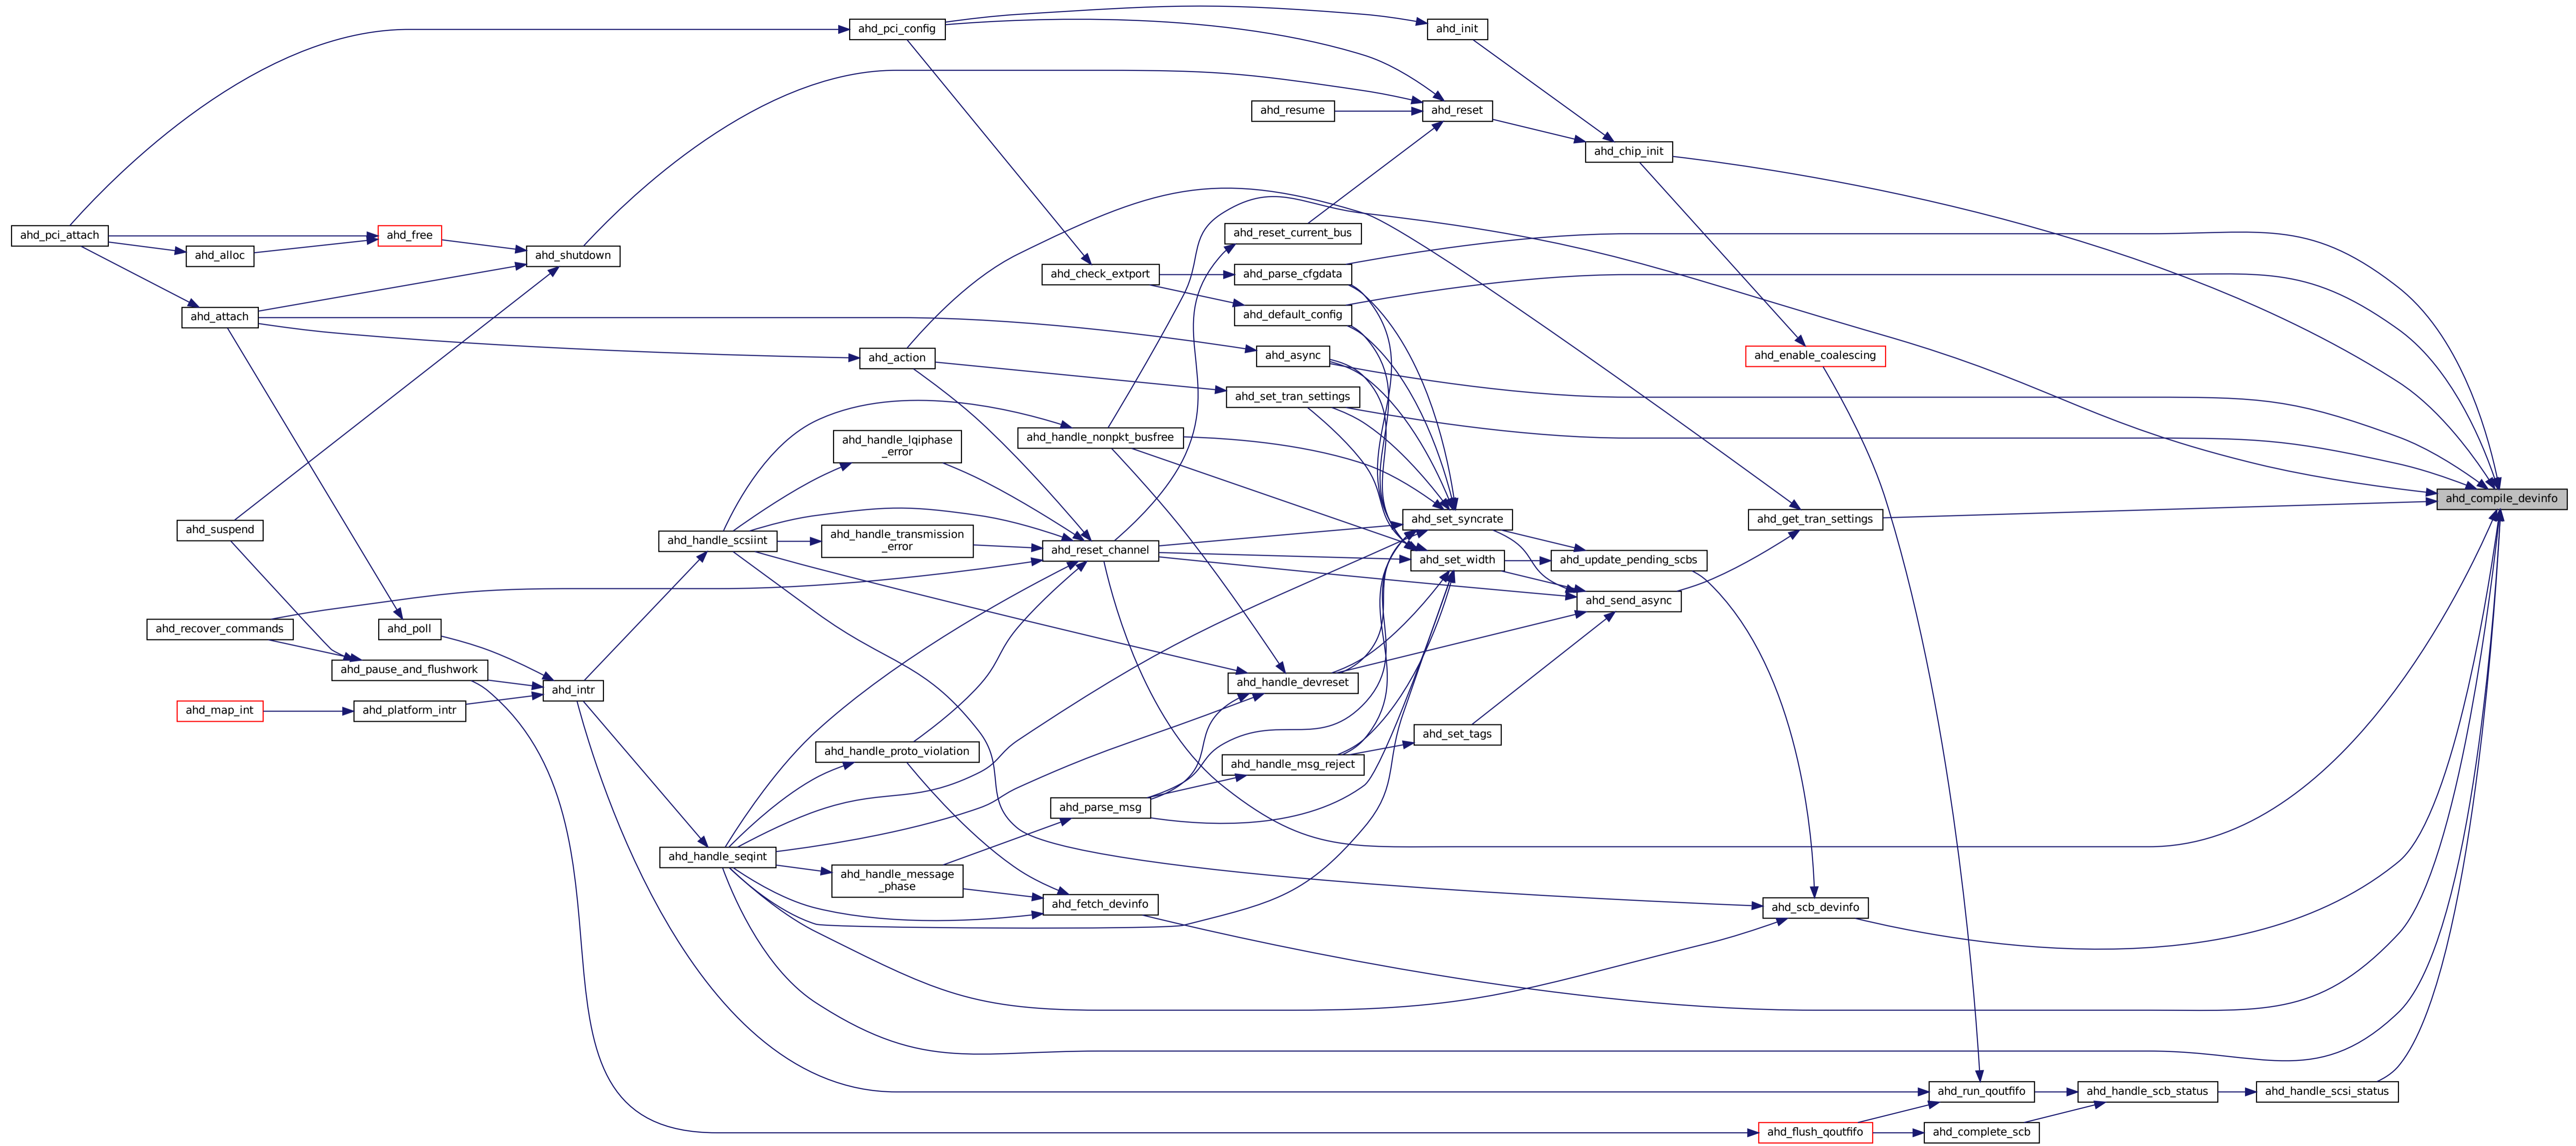 ahd_pci_config
ahd_init
ahd_resume
ahd_reset
ahd_chip_init
ahd_pci_attach
ahd_free
ahd_alloc
ahd_shutdown
ahd_reset_current_bus
ahd_check_extport
ahd_parse_cfgdata
ahd_attach
ahd_default_config
ahd_action
ahd_async
ahd_enable_coalescing
ahd_set_tran_settings
ahd_handle_nonpkt_busfree
ahd_handle_lqiphase
_error
ahd_compile_devinfo
ahd_suspend
ahd_handle_scsiint
ahd_handle_transmission
_error
ahd_reset_channel
ahd_set_syncrate
ahd_get_tran_settings
ahd_set_width
ahd_update_pending_scbs
ahd_send_async
ahd_recover_commands
ahd_poll
ahd_pause_and_flushwork
ahd_intr
ahd_handle_devreset
ahd_map_int
ahd_platform_intr
ahd_set_tags
ahd_handle_proto_violation
ahd_handle_msg_reject
ahd_parse_msg
ahd_handle_seqint
ahd_handle_message
_phase
ahd_fetch_devinfo
ahd_scb_devinfo
ahd_run_qoutfifo
ahd_handle_scb_status
ahd_handle_scsi_status
ahd_flush_qoutfifo
ahd_complete_scb